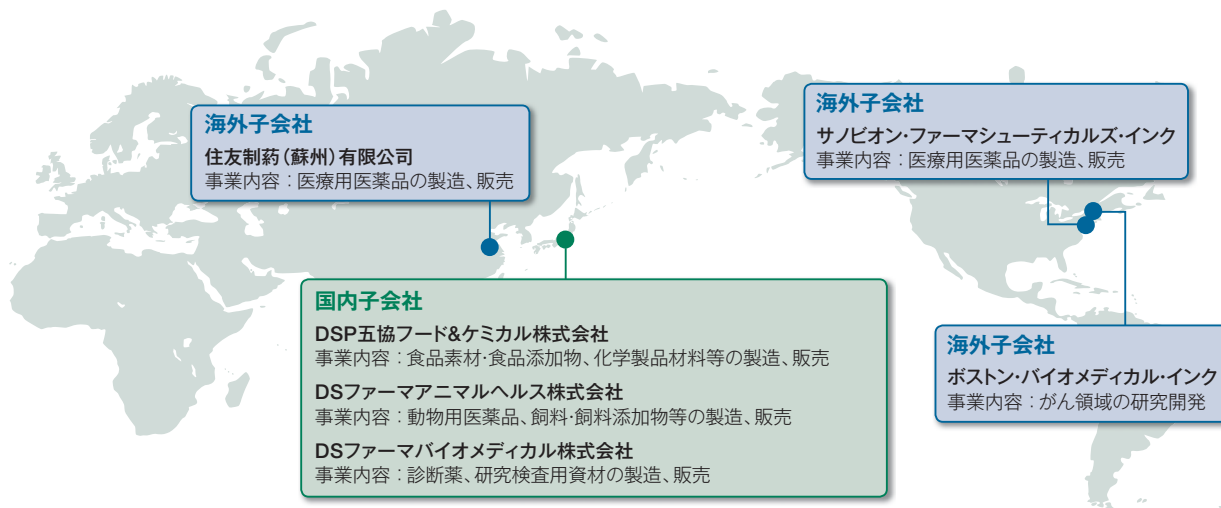 海外子会社
住友制葯(蘇州)有限公司
事業内容：医療用医薬品の製造、販売
海外子会社
サノビオン・ファーマシューティカルズ・インク
事業内容：医療用医薬品の製造、販売
国内子会社
DSP五協フード&ケミカル株式会社
事業内容：食品素材・食品添加物、化学製品材料等の製造、販売
DSファーマアニマルヘルス株式会社
事業内容：動物用医薬品、飼料・飼料添加物等の製造、販売
DSファーマバイオメディカル株式会社
事業内容：診断薬、研究検査用資材の製造、販売
海外子会社
ボストン・バイオメディカル・インク
事業内容：がん領域の研究開発